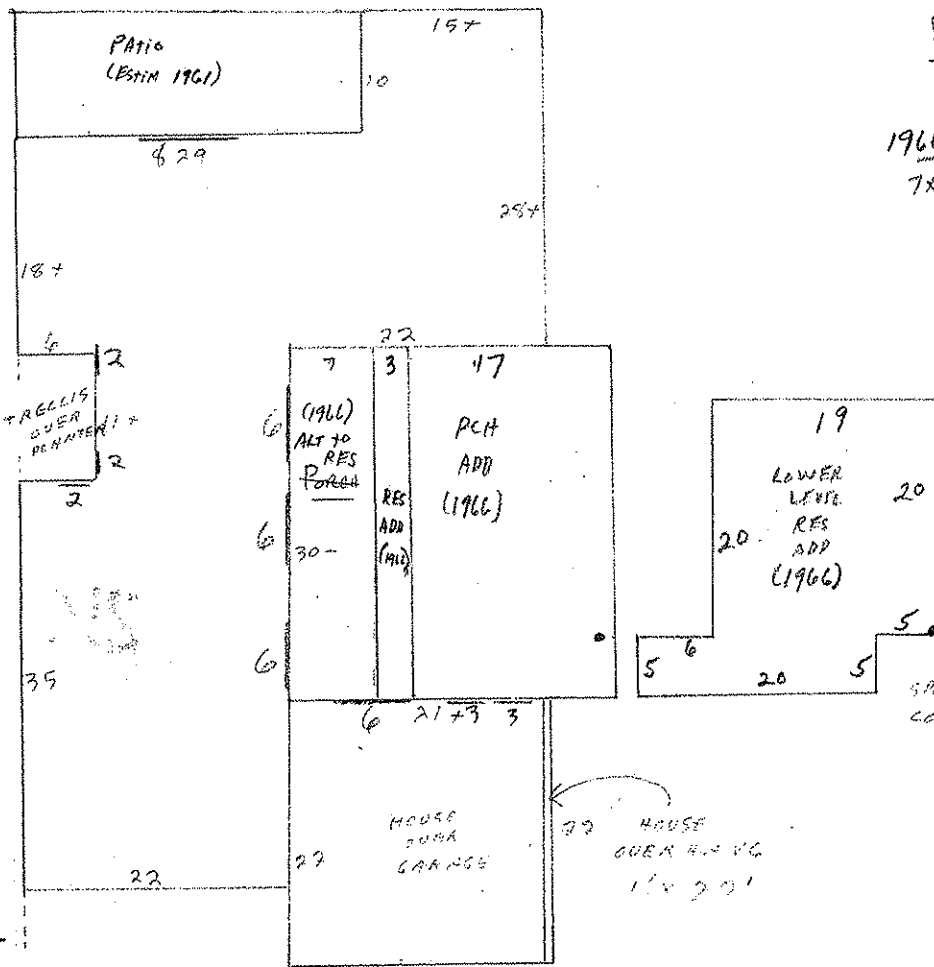 PAtio
(EstiM 1961)
15+
10
8 29
28+
18+
6
2
TRELLIS
OVER
PLANTER
11+
2
2
35
22
22
7
3
17
(1966)
ALT to
RES
PORCH
RES
ADD
(1966)
PCH
ADD
(1966)
6
6
30-
6
6
21+
3
3
19
LOWER
LEVEL
RES
ADD
(1966)
20
20
5
6
20
5
5
HOUSE
OVER
GARAGE
22
22
HOUSE
OVERHANG
7x